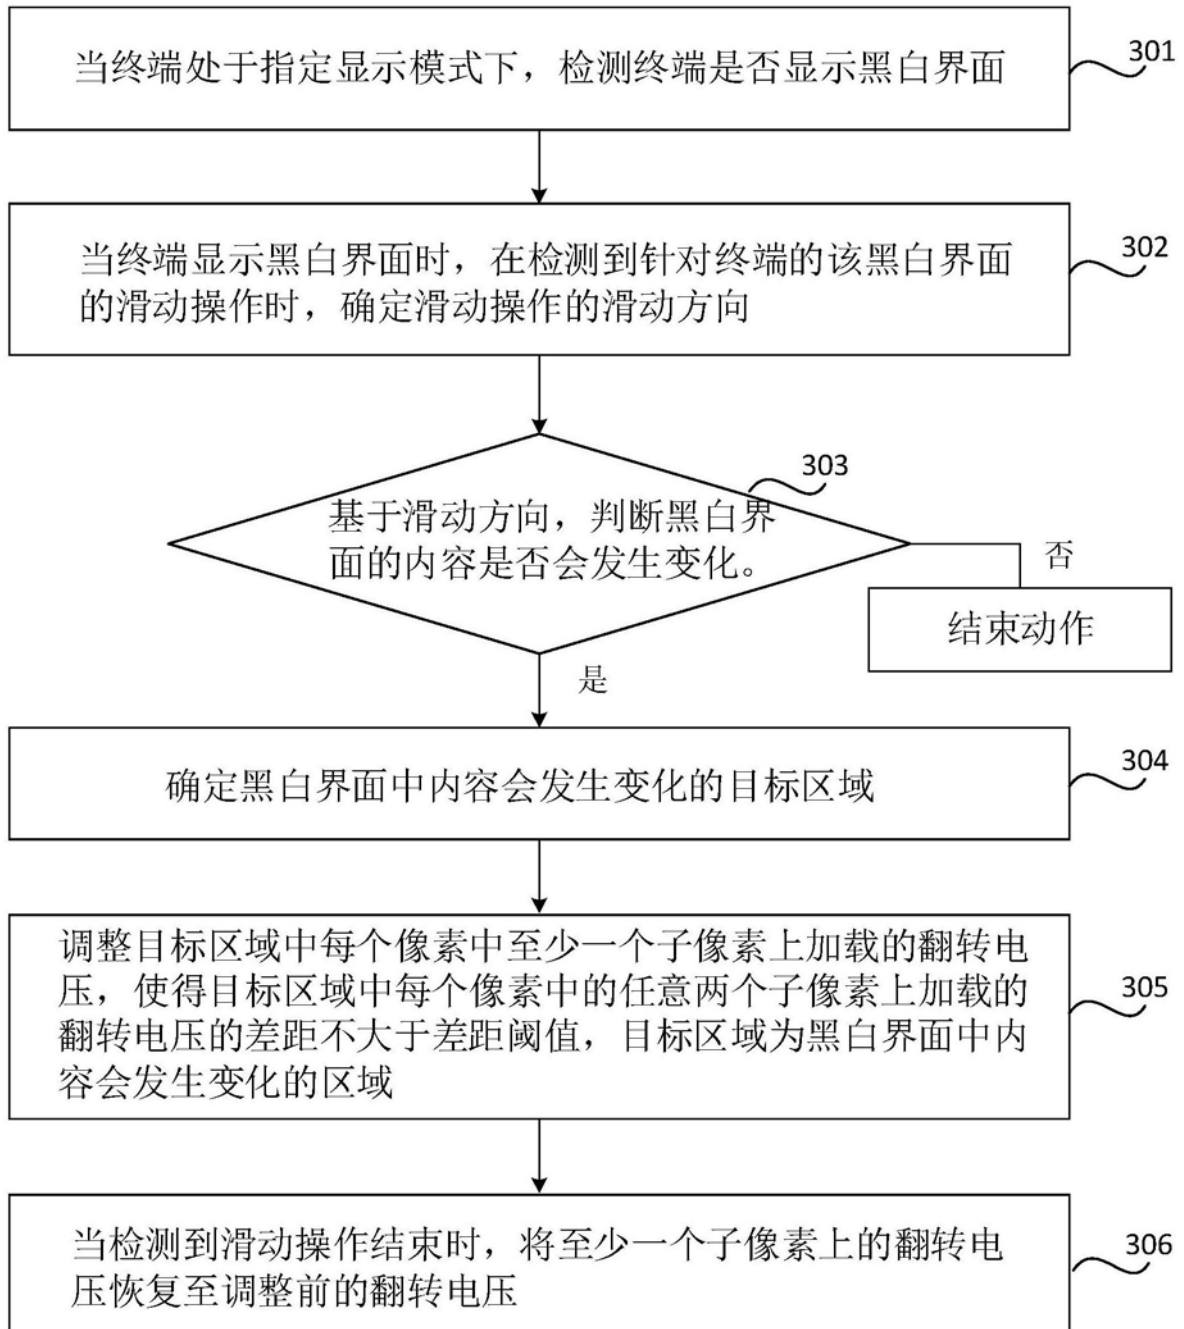 当终端处于指定显示模式下，检测终端是否显示黑白界面
301
当终端显示黑白界面时，在检测到针对终端的该黑白界面
的滑动操作时，确定滑动操作的滑动方向
302
303
基于滑动方向，判断黑白界
面的内容是否会发生变化。
否
结束动作
是
确定黑白界面中内容会发生变化的目标区域
304
调整目标区域中每个像素中至少一个子像素上加载的翻转电
压，使得目标区域中每个像素中的任意两个子像素上加载的
翻转电压的差距不大于差距阈值，目标区域为黑白界面中内
容会发生变化的区域
305
当检测到滑动操作结束时，将至少一个子像素上的翻转电
压恢复至调整前的翻转电压
306